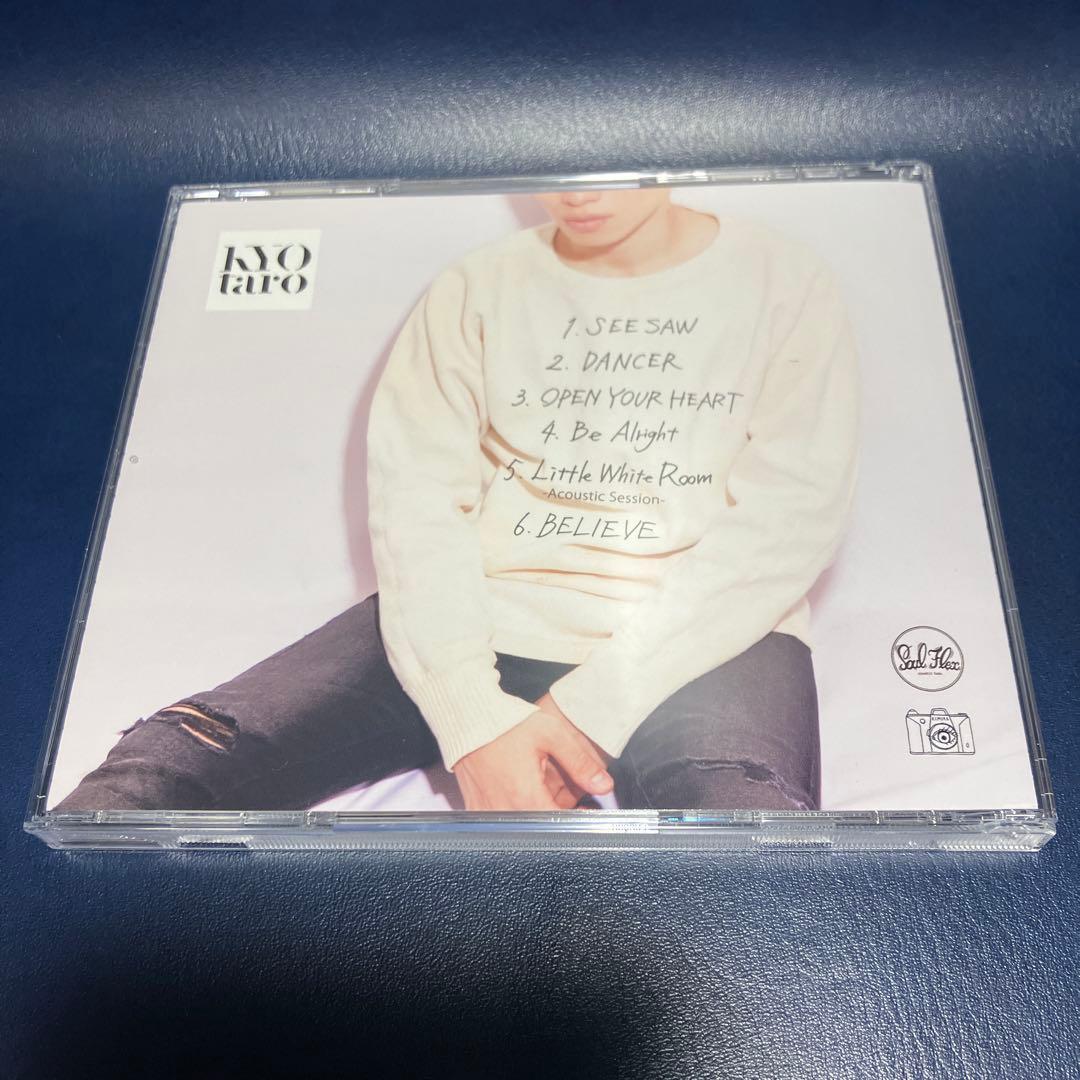 KYO
taro
1. SEE SAW
2. DANCER
3. OPEN YOUR HEART
4. Be Alright
5. Little White Room
-Acoustic Session-
6. BELIEVE
Soul Flex